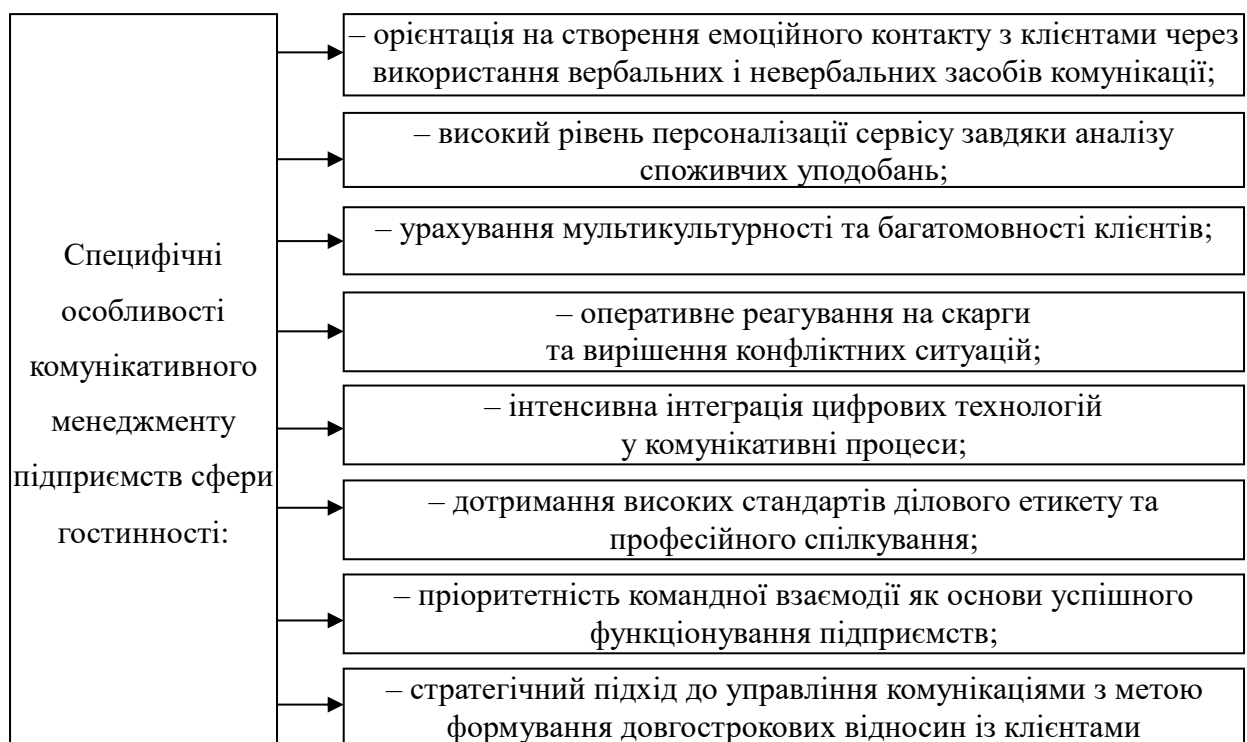 Специфічні
особливості
комунікативного
менеджменту
підприємств сфери
гостинності:
– орієнтація на створення емоційного контакту з клієнтами через
використання вербальних і невербальних засобів комунікації;
– високий рівень персоналізації сервісу завдяки аналізу
споживчих уподобань;
– урахування мультикультурності та багатомовності клієнтів;
– оперативне реагування на скарги
та вирішення конфліктних ситуацій;
– інтенсивна інтеграція цифрових технологій
у комунікативні процеси;
– дотримання високих стандартів ділового етикету та
професійного спілкування;
– пріоритетність командної взаємодії як основи успішного
функціонування підприємств;
– стратегічний підхід до управління комунікаціями з метою
формування довгострокових відносин із клієнтами